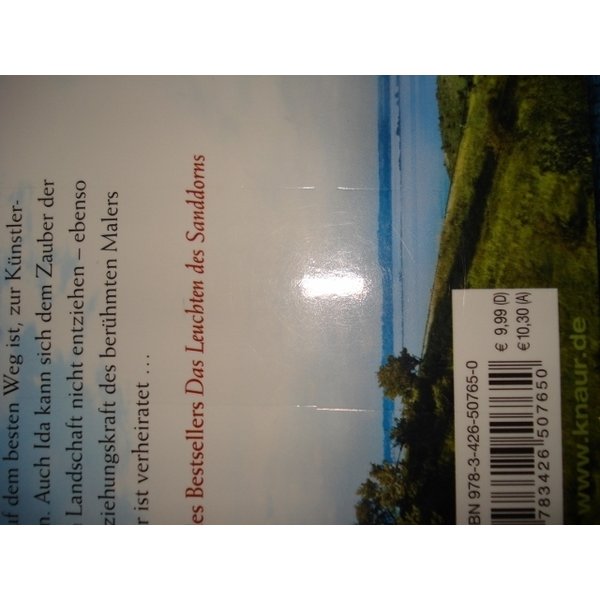 uf dem besten Weg ist, zur Künstler-
n. Auch Ida kann sich dem Zauber der
Landschaft nicht entziehen – ebenso
ziehungskraft des berühmten Malers
r ist verheiratet ...
es Bestsellers Das Leuchten des Sanddorns
BN 978-3-426-50765-0
€ 9,99 (D)
€ 10,30 (A)
783426 507650
www.knaur.de